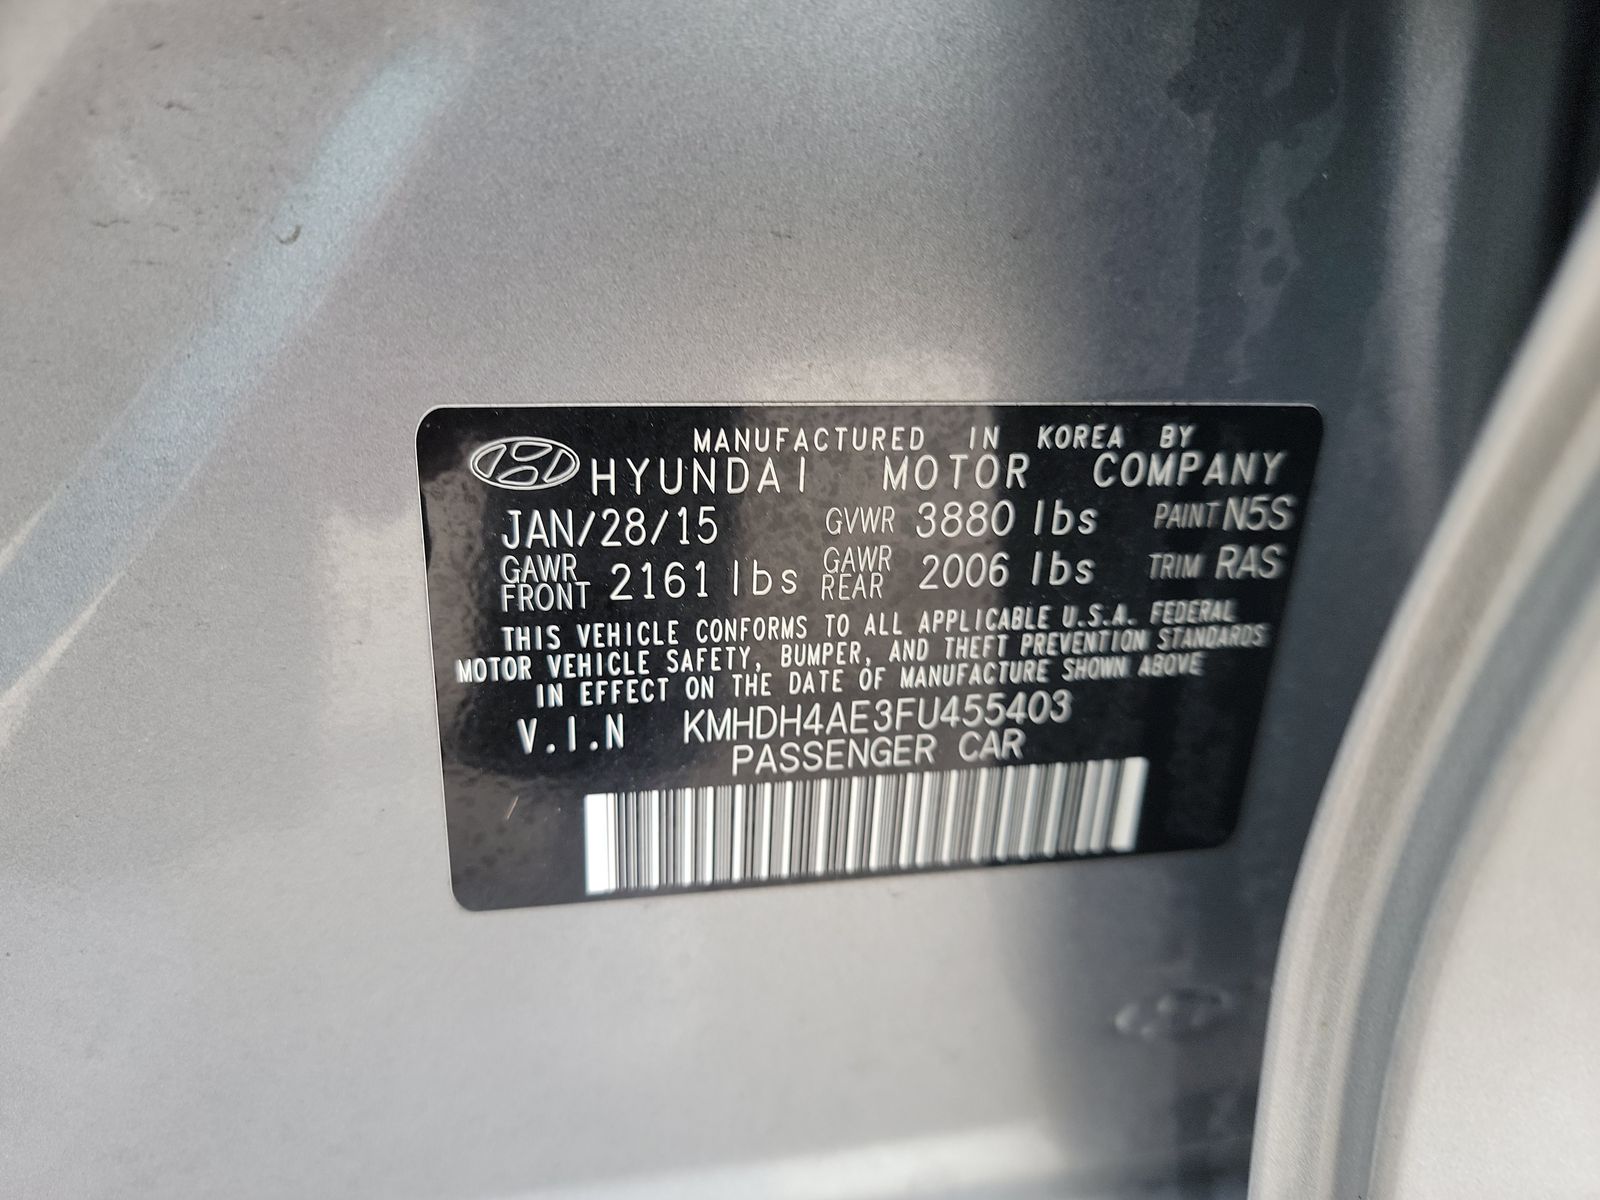 MANUFACTURED IN KOREA BY
HYUNDAI MOTOR COMPANY
JAN/28/15 GVWR 3880 lbs PAINT N5S
GAWR FRONT 2161 lbs GAWR REAR 2006 lbs TRIM RAS
THIS VEHICLE CONFORMS TO ALL APPLICABLE U.S.A. FEDERAL
MOTOR VEHICLE SAFETY, BUMPER, AND THEFT PREVENTION STANDARDS
IN EFFECT ON THE DATE OF MANUFACTURE SHOWN ABOVE
V.I.N KMHDH4AE3FU455403
PASSENGER CAR